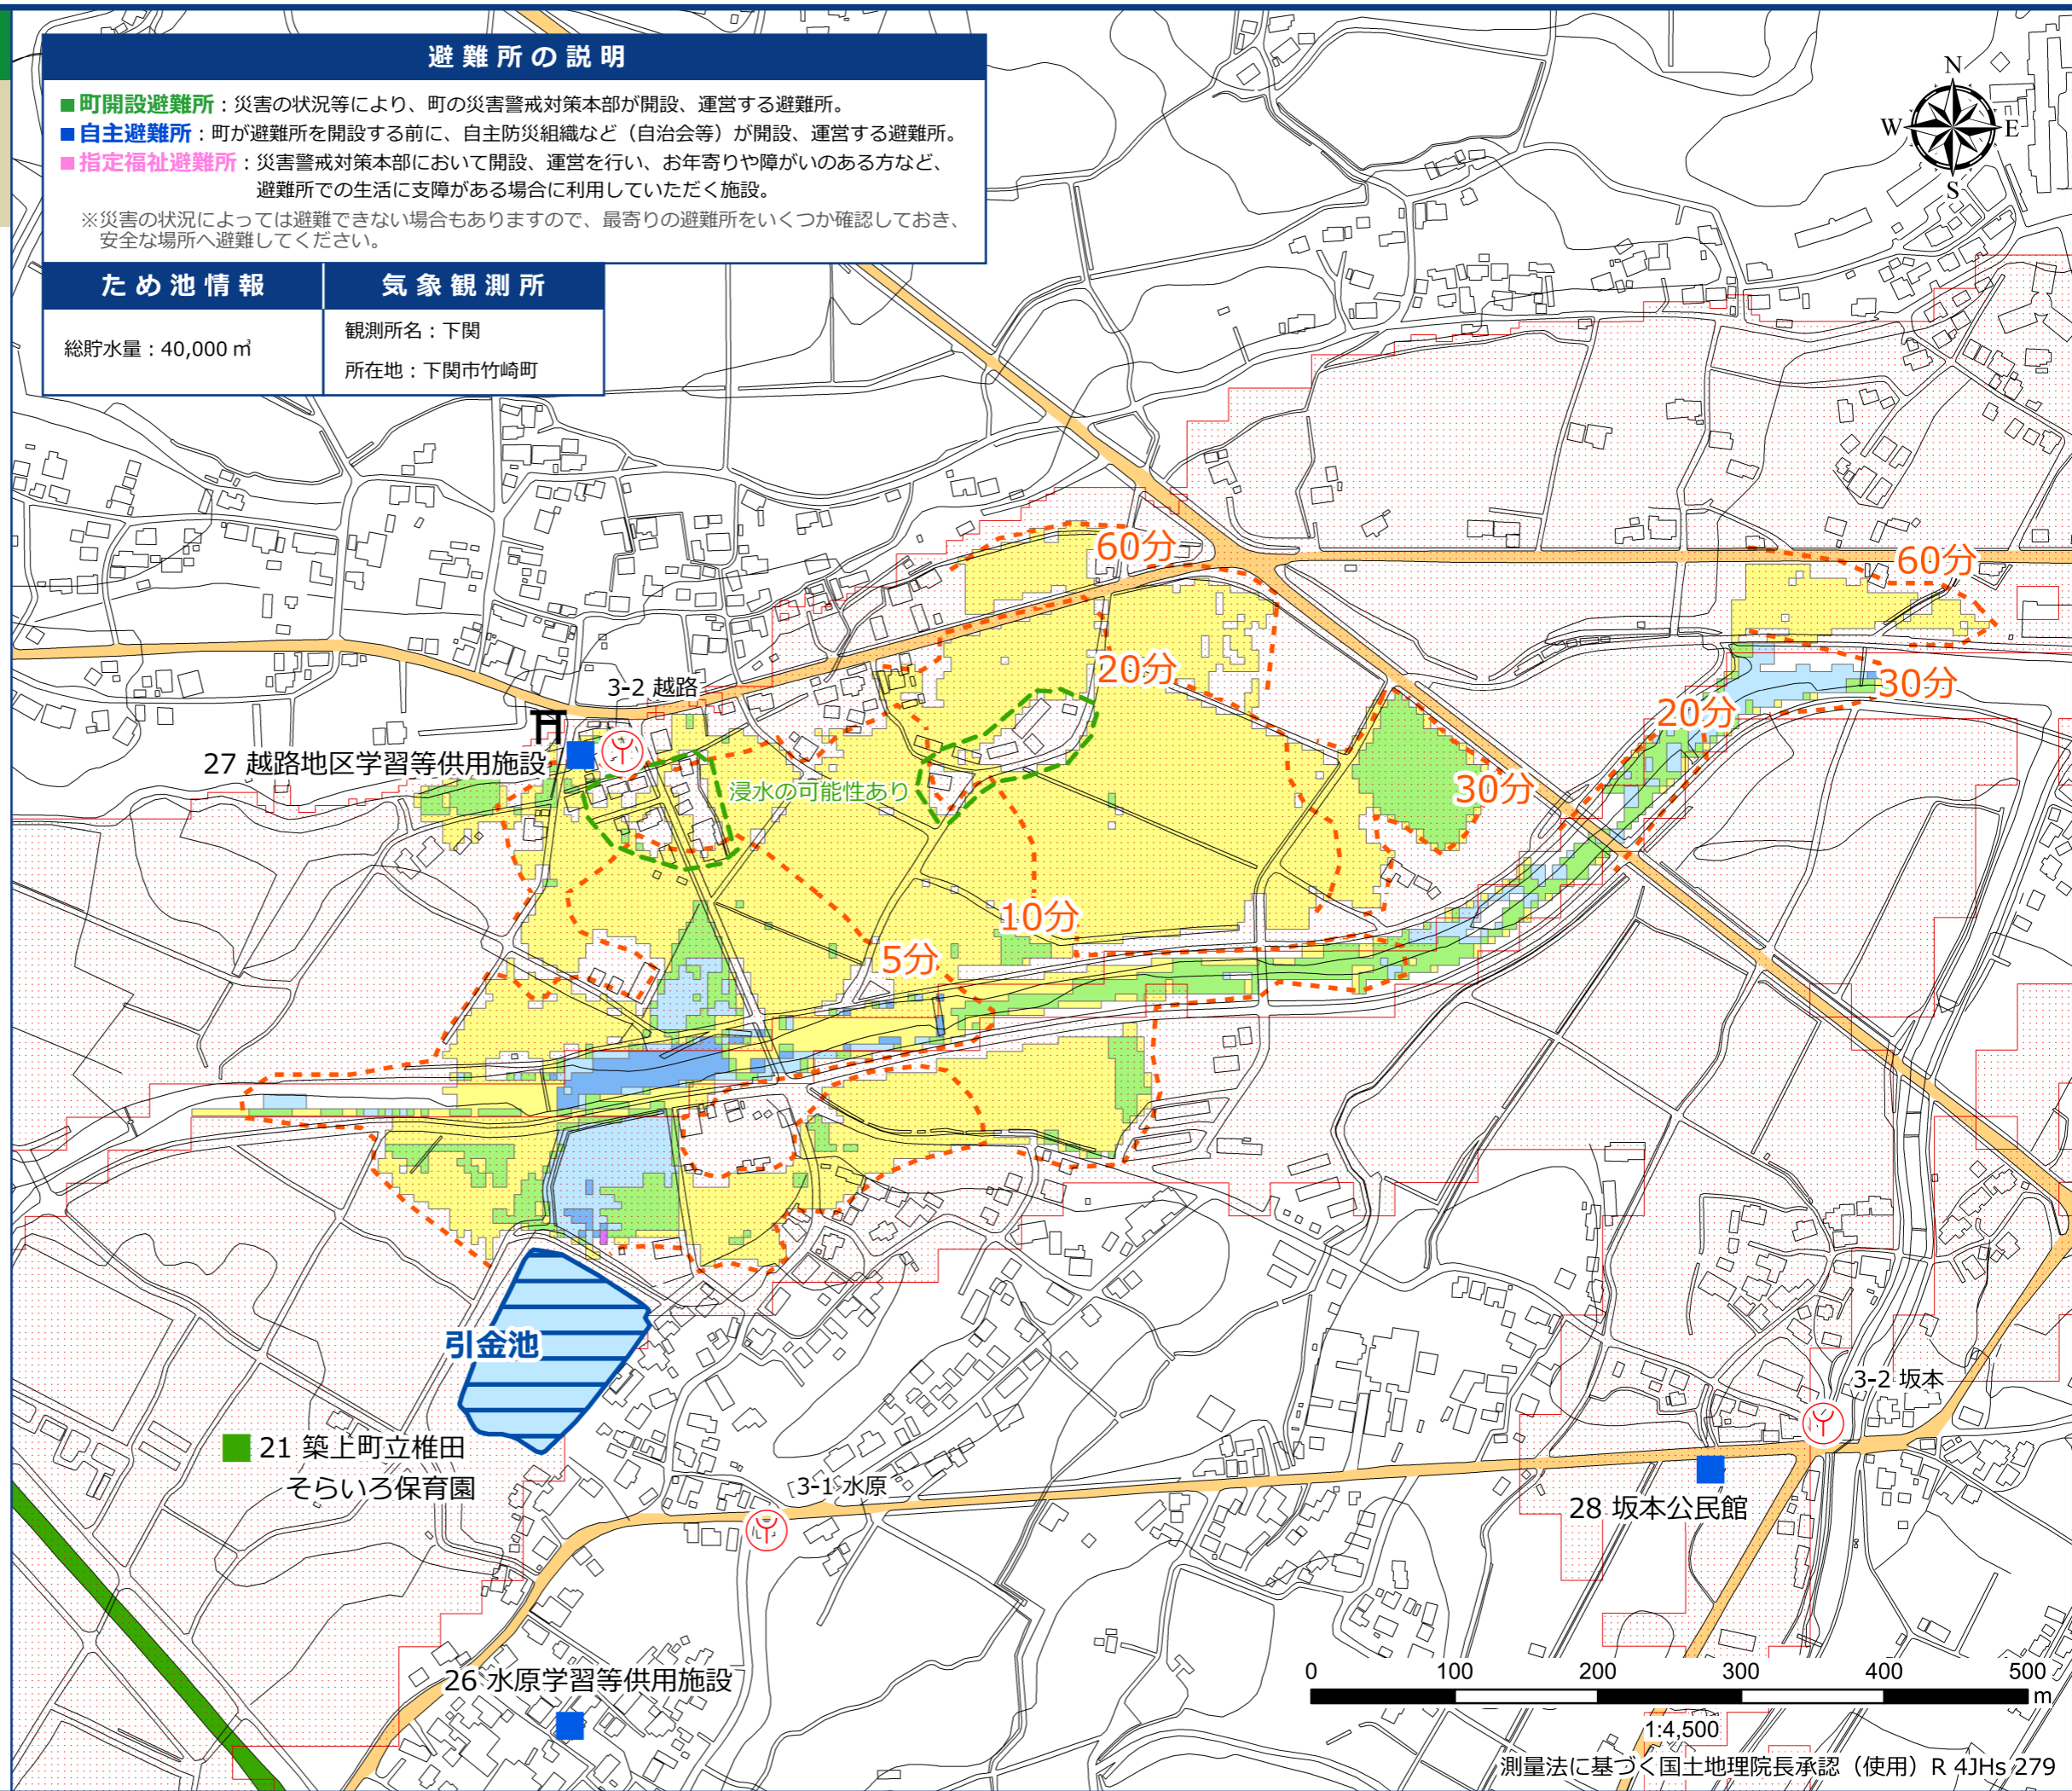 避難所の説明
■町開設避難所：災害の状況等により、町の災害警戒対策本部が開設、運営する避難所。
■自主避難所：町が避難所を開設する前に、自主防災組織など（自治会等）が開設、運営する避難所。
■指定福祉避難所：災害警戒対策本部において開設、運営を行い、お年寄りや障がいのある方など、
避難所での生活に支障がある場合に利用していただく施設。
※災害の状況によっては避難できない場合もありますので、最寄りの避難所をいくつか確認しておき、
安全な場所へ避難してください。
ため池情報
総貯水量：40,000㎥
気象観測所
観測所名：下関
所在地：下関市竹崎町
N
W
E
S
60分
60分
20分
3-2 越路
30分
20分
27 越路地区学習等供用施設
浸水の可能性あり
30分
10分
5分
引金池
3-2 坂本
21 築上町立椎田
そらいろ保育園
3-1 水原
28 坂本公民館
26 水原学習等供用施設
0 100 200 300 400 500
m
1:4,500
測量法に基づく国土地理院長承認（使用）R 4JHs 279